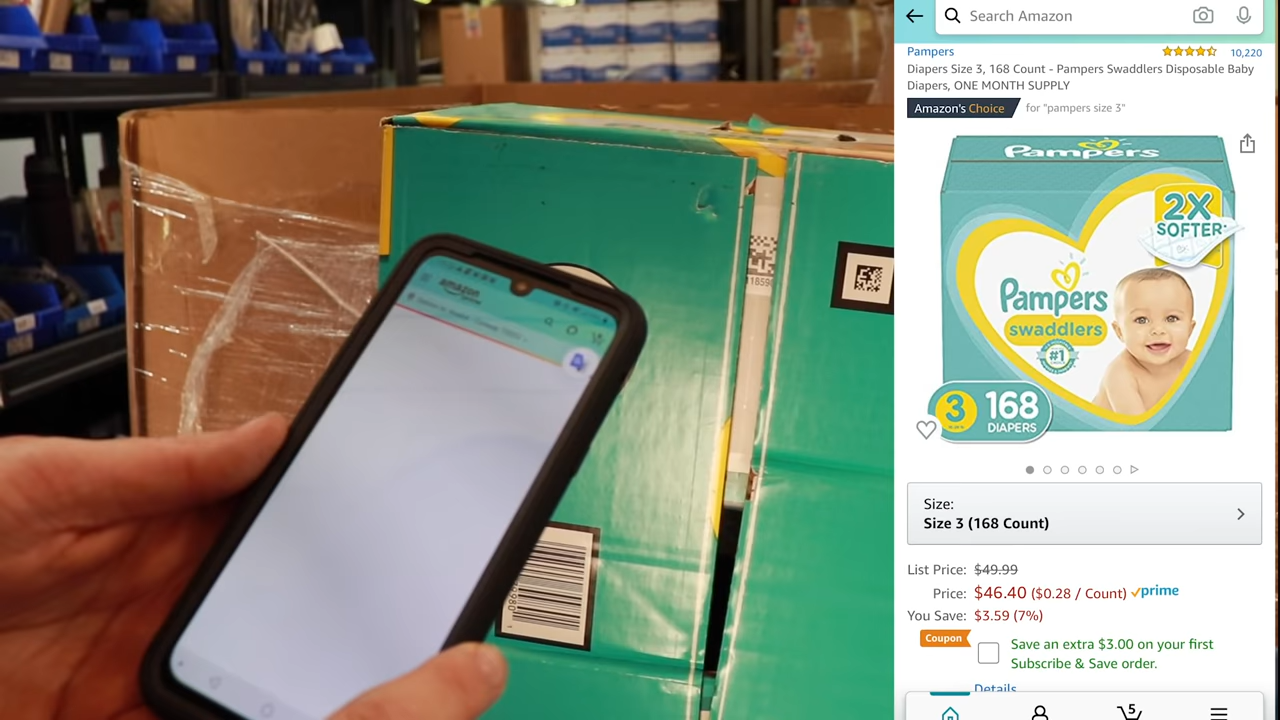 amazon
11859
Search Amazon
Pampers
10,220
Diapers Size 3, 168 Count - Pampers Swaddlers Disposable Baby
Diapers, ONE MONTH SUPPLY
Amazon's Choice
for "pampers size 3"
Pampers
2X
SOFTER
Pampers
swaddlers
#1
3
168
DIAPERS
Size:
Size 3 (168 Count)
List Price: $49.99
Price: $46.40 ($0.28 / Count) prime
You Save: $3.59 (7%)
Coupon
Save an extra $3.00 on your first
Subscribe & Save order.
Details
5